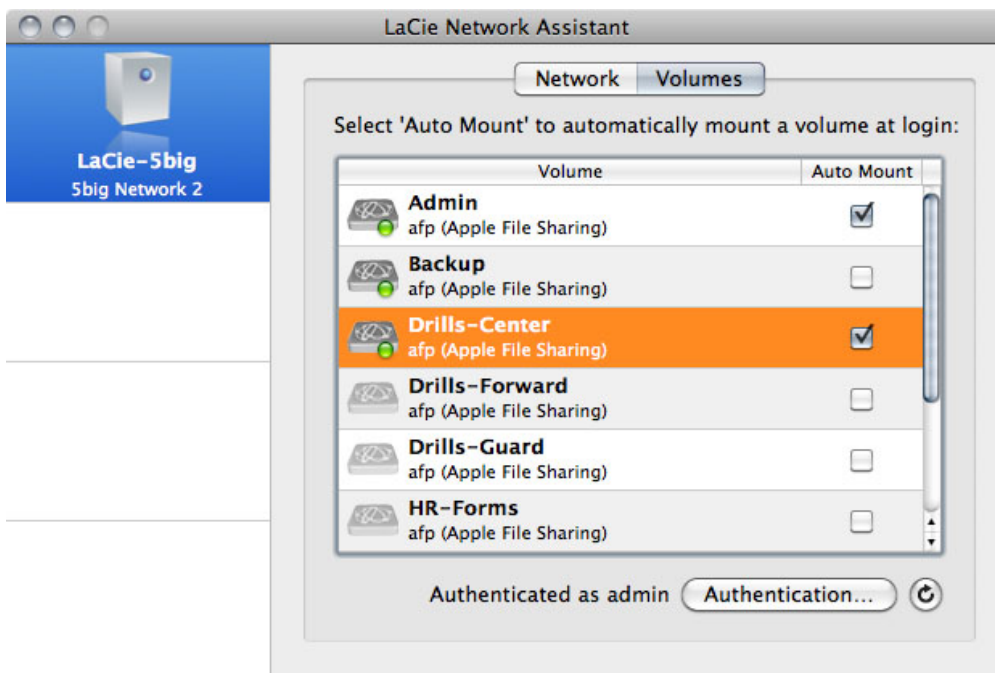 LaCie Network Assistant
LaCie-5big
5big Network 2
Network Volumes
Select 'Auto Mount' to automatically mount a volume at login:
Volume Auto Mount
Admin
afp (Apple File Sharing)
Backup
afp (Apple File Sharing)
Drills-Center
afp (Apple File Sharing)
Drills-Forward
afp (Apple File Sharing)
Drills-Guard
afp (Apple File Sharing)
HR-Forms
afp (Apple File Sharing)
Authenticated as admin Authentication...